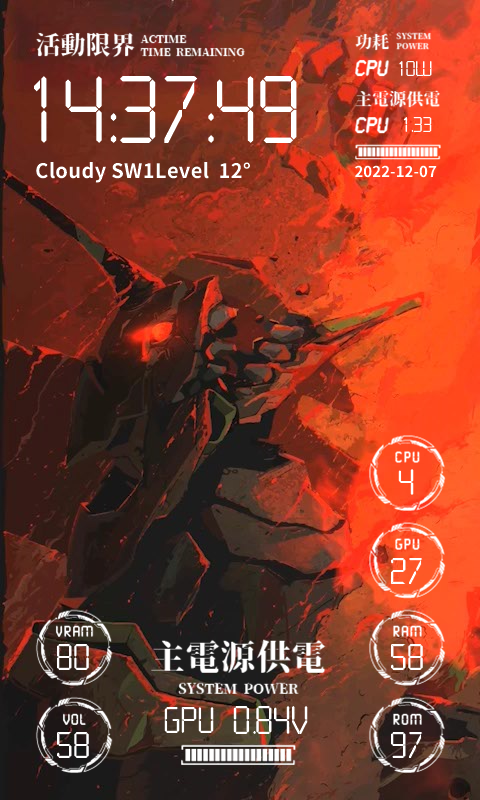 活動限界 ACTIME
TIME REMAINING
14:37:49
Cloudy SW1Level 12°
功耗 SYSTEM
POWER
CPU 10W
主電源供電
CPU 1.33
2022-12-07
CPU
4
GPU
27
VRAM
80
RAM
58
主電源供電
SYSTEM POWER
GPU 0.84V
VOL
58
ROM
97